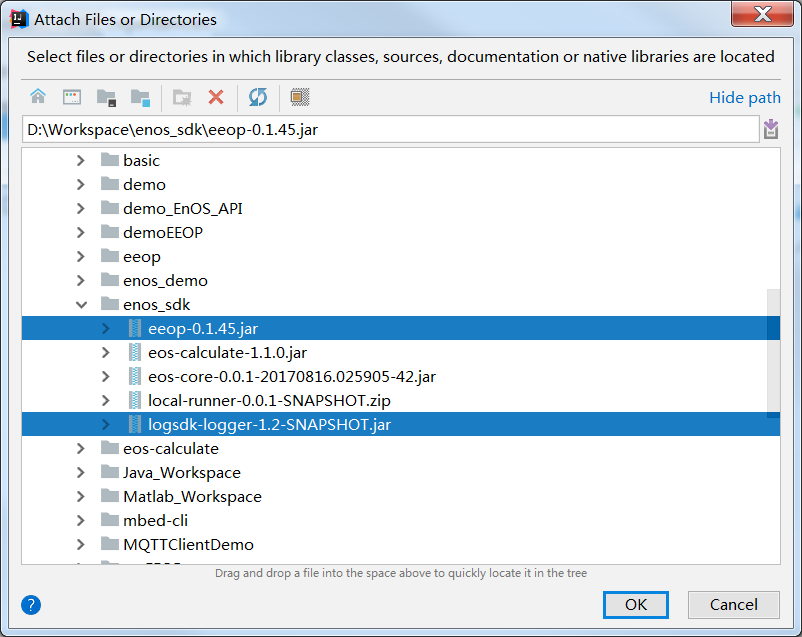 Attach Files or Directories
Select files or directories in which library classes, sources, documentation or native libraries are located
Hide path
D:\Workspace\enos_sdk\eeop-0.1.45.jar
basic
demo
demo_EnOS_API
demoEEOP
eeop
enos_demo
enos_sdk
eeop-0.1.45.jar
eos-calculate-1.1.0.jar
eos-core-0.0.1-20170816.025905-42.jar
local-runner-0.0.1-SNAPSHOT.zip
logsdk-logger-1.2-SNAPSHOT.jar
eos-calculate
Java_Workspace
Matlab_Workspace
mbed-cli
MQTTClientDemo
Drag and drop a file into the space above to quickly locate it in the tree
?
OK
Cancel